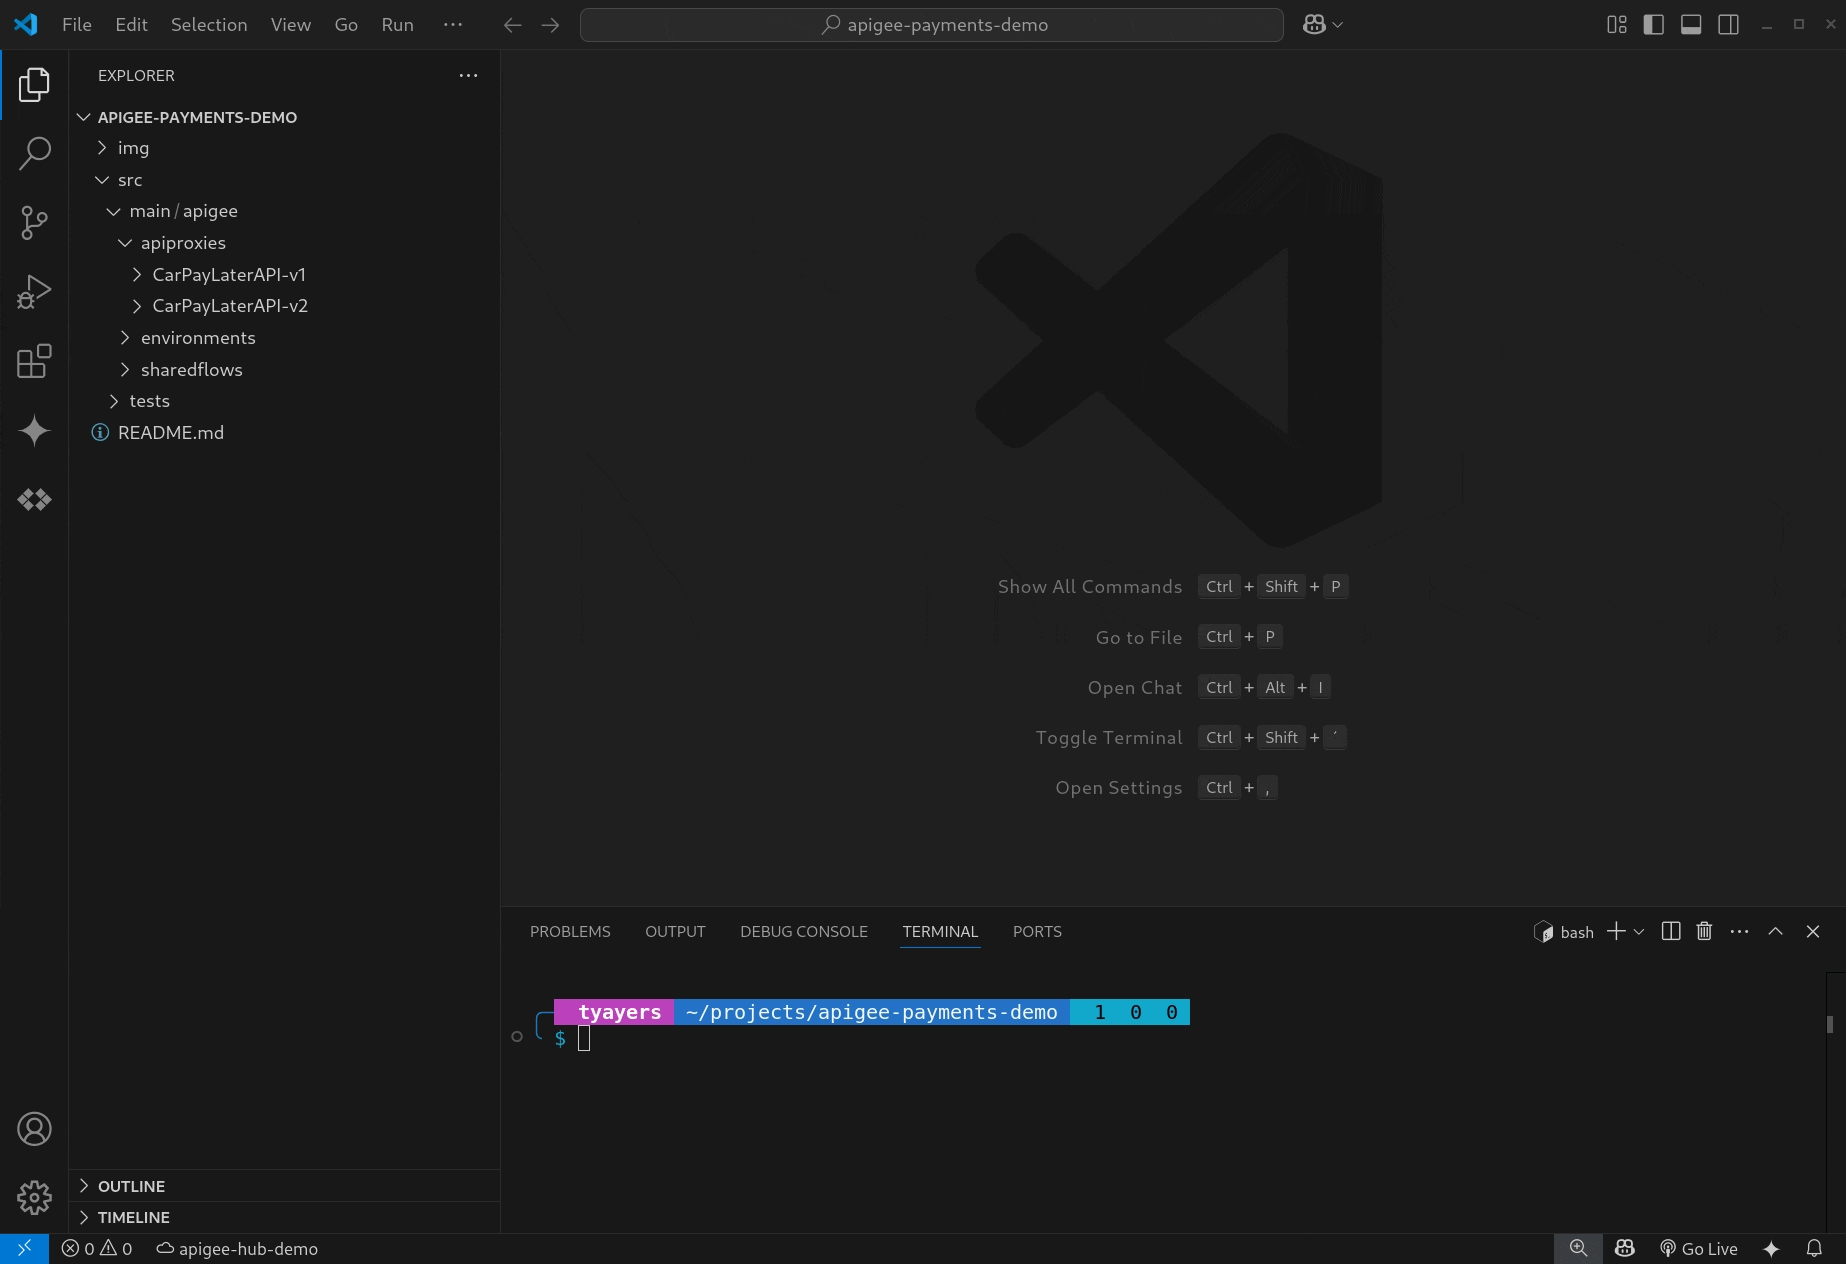 File Edit Selection View Go Run ···
apigee-payments-demo
EXPLORER
APIGEE-PAYMENTS-DEMO
img
src
main / apigee
apiproxies
CarPayLaterAPI-v1
CarPayLaterAPI-v2
environments
sharedflows
tests
README.md
OUTLINE
TIMELINE
Show All Commands Ctrl + Shift + P
Go to File Ctrl + P
Open Chat Ctrl + Alt + I
Toggle Terminal Ctrl + Shift + ´
Open Settings Ctrl + ,
PROBLEMS OUTPUT DEBUG CONSOLE TERMINAL PORTS
bash
tyayers ~/projects/apigee-payments-demo 1 0 0
$
0 0 apigee-hub-demo
Go Live